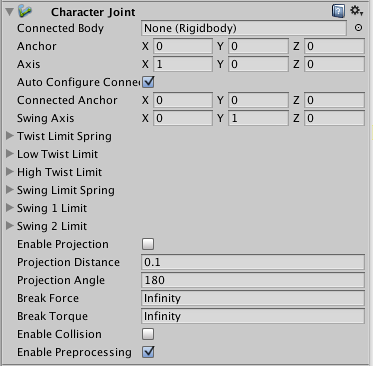 Character Joint
Connected Body None (Rigidbody)
Anchor X 0 Y 0 Z 0
Axis X 1 Y 0 Z 0
Auto Configure Connec
Connected Anchor X 0 Y 0 Z 0
Swing Axis X 0 Y 1 Z 0
Twist Limit Spring
Low Twist Limit
High Twist Limit
Swing Limit Spring
Swing 1 Limit
Swing 2 Limit
Enable Projection
Projection Distance 0.1
Projection Angle 180
Break Force Infinity
Break Torque Infinity
Enable Collision
Enable Preprocessing